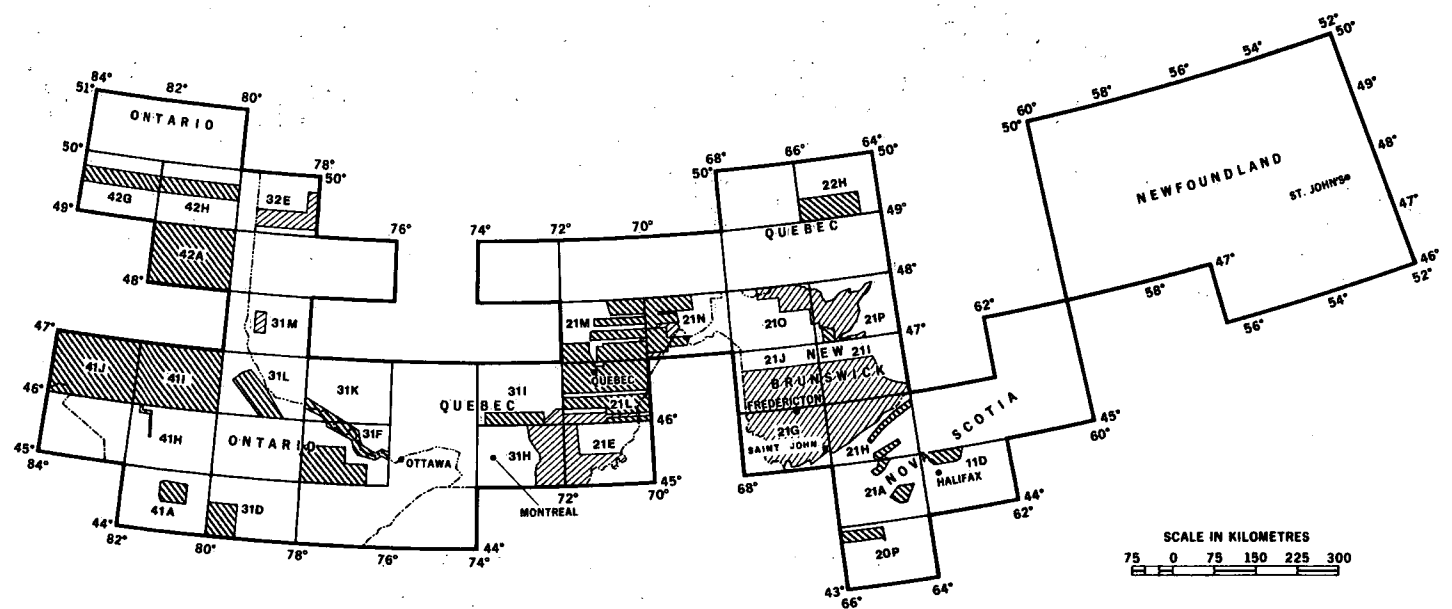 84°
82°
80°
51°
ONTARIO
50°
78°
50°
42G
42H
32E
49°
42A
48°
76°
74°
72°
70°
47°
31M
41J
41I
31L
31K
46°
31F
41H
ONTARIO
OTTAWA
45°
84°
41A
31D
44°
82°
80°
78°
76°
44°
74°
QUEBEC
31I
31H
MONTREAL
21M
21N
QUEBEC
21L
46°
21E
72°
70°
45°
68°
66°
64°
50°
50°
22H
49°
QUEBEC
48°
21O
21P
47°
21J
NEW
21I
BRUNSWICK
FREDERICTON
21G
SAINT JOHN
21H
68°
NOVA SCOTIA
21A
11D
HALIFAX
44°
62°
20P
43°
66°
64°
62°
45°
60°
60°
50°
58°
56°
54°
52°
50°
49°
48°
47°
46°
52°
NEWFOUNDLAND
ST. JOHN'S
47°
58°
56°
54°
SCALE IN KILOMETRES
75 0 75 150 225 300